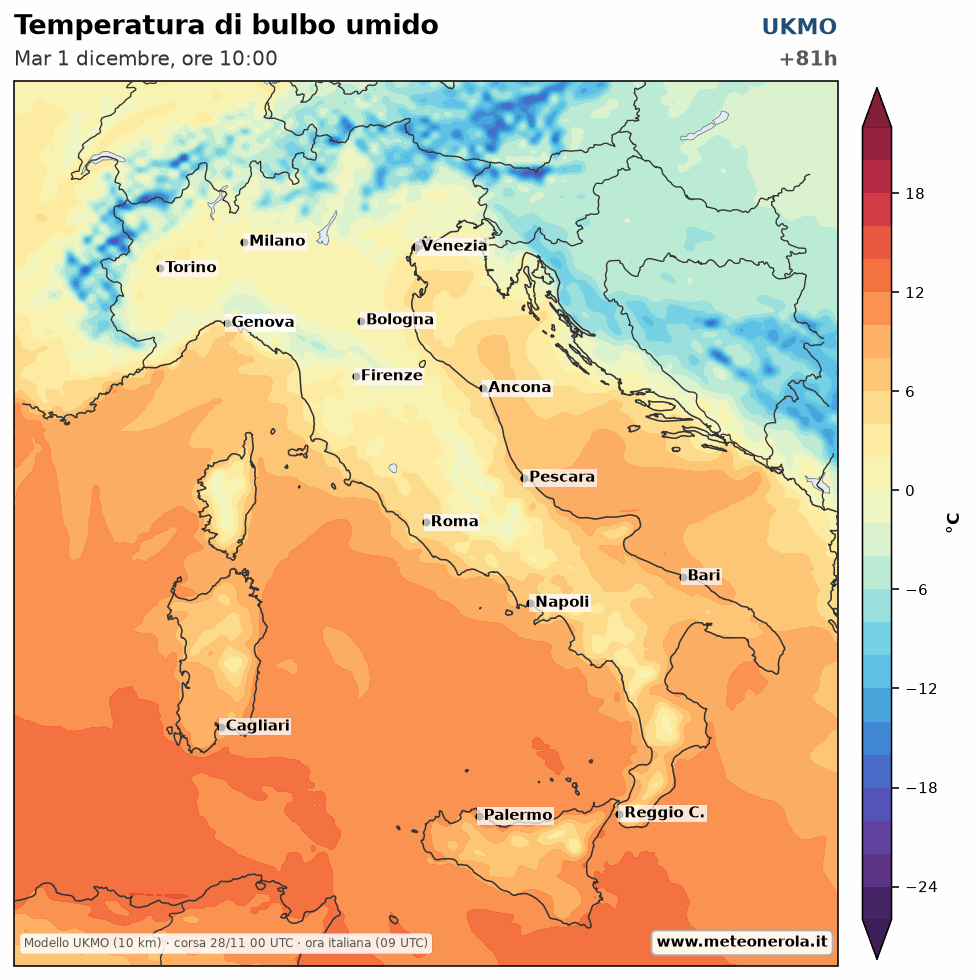 Temperatura di bulbo umido
UKMO
Mar 1 dicembre, ore 10:00
+81h
Milano
Venezia
Torino
Genova
Bologna
Firenze
Ancona
Pescara
Roma
Bari
Napoli
Cagliari
Palermo
Reggio C.
18
12
6
0
−6
−12
−18
−24
°C
Modello UKMO (10 km) · corsa 28/11 00 UTC · ora italiana (09 UTC)
www.meteonerola.it